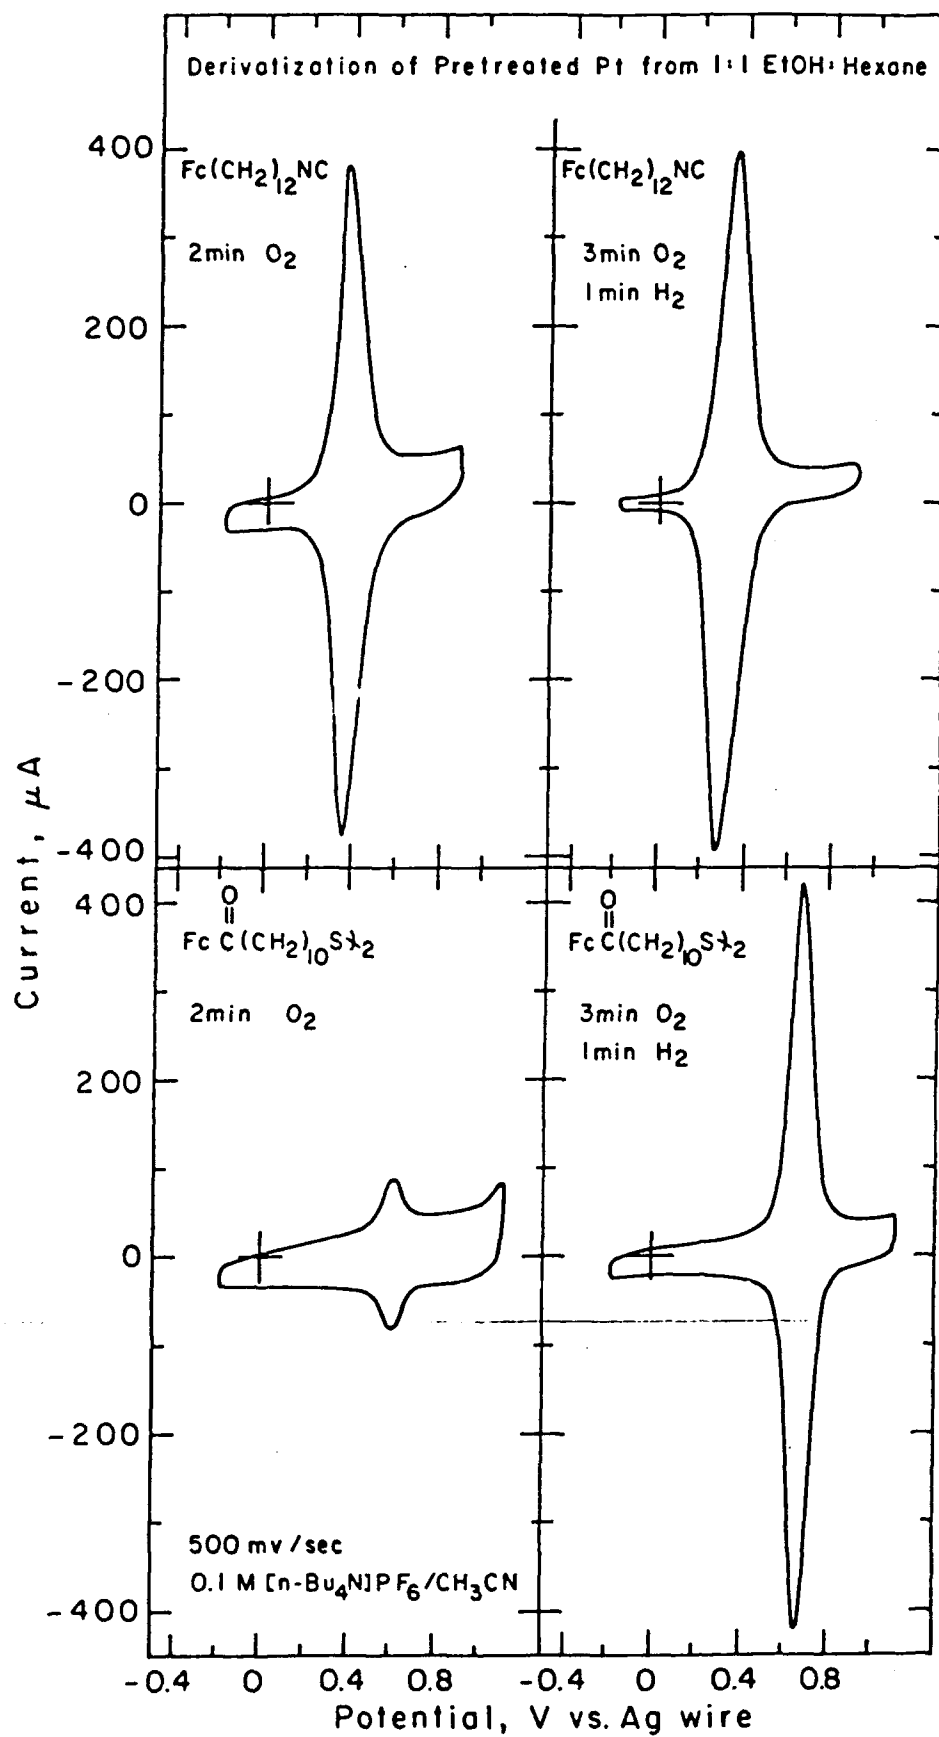 Derivatization of Pretreated Pt from 1:1 EtOH:Hexane
400
Fc(CH2)12NC
Fc(CH2)12NC
2min O2
3min O2
1min H2
200
0
-200
-400
Current, μA
O
FcC(CH2)10S)2
2min O2
O
FcC(CH2)10S)2
3min O2
1min H2
400
200
0
-200
-400
500 mv/sec
0.1 M [n-Bu4N]PF6/CH3CN
-0.4 0 0.4 0.8 -0.4 0 0.4 0.8
Potential, V vs. Ag wire